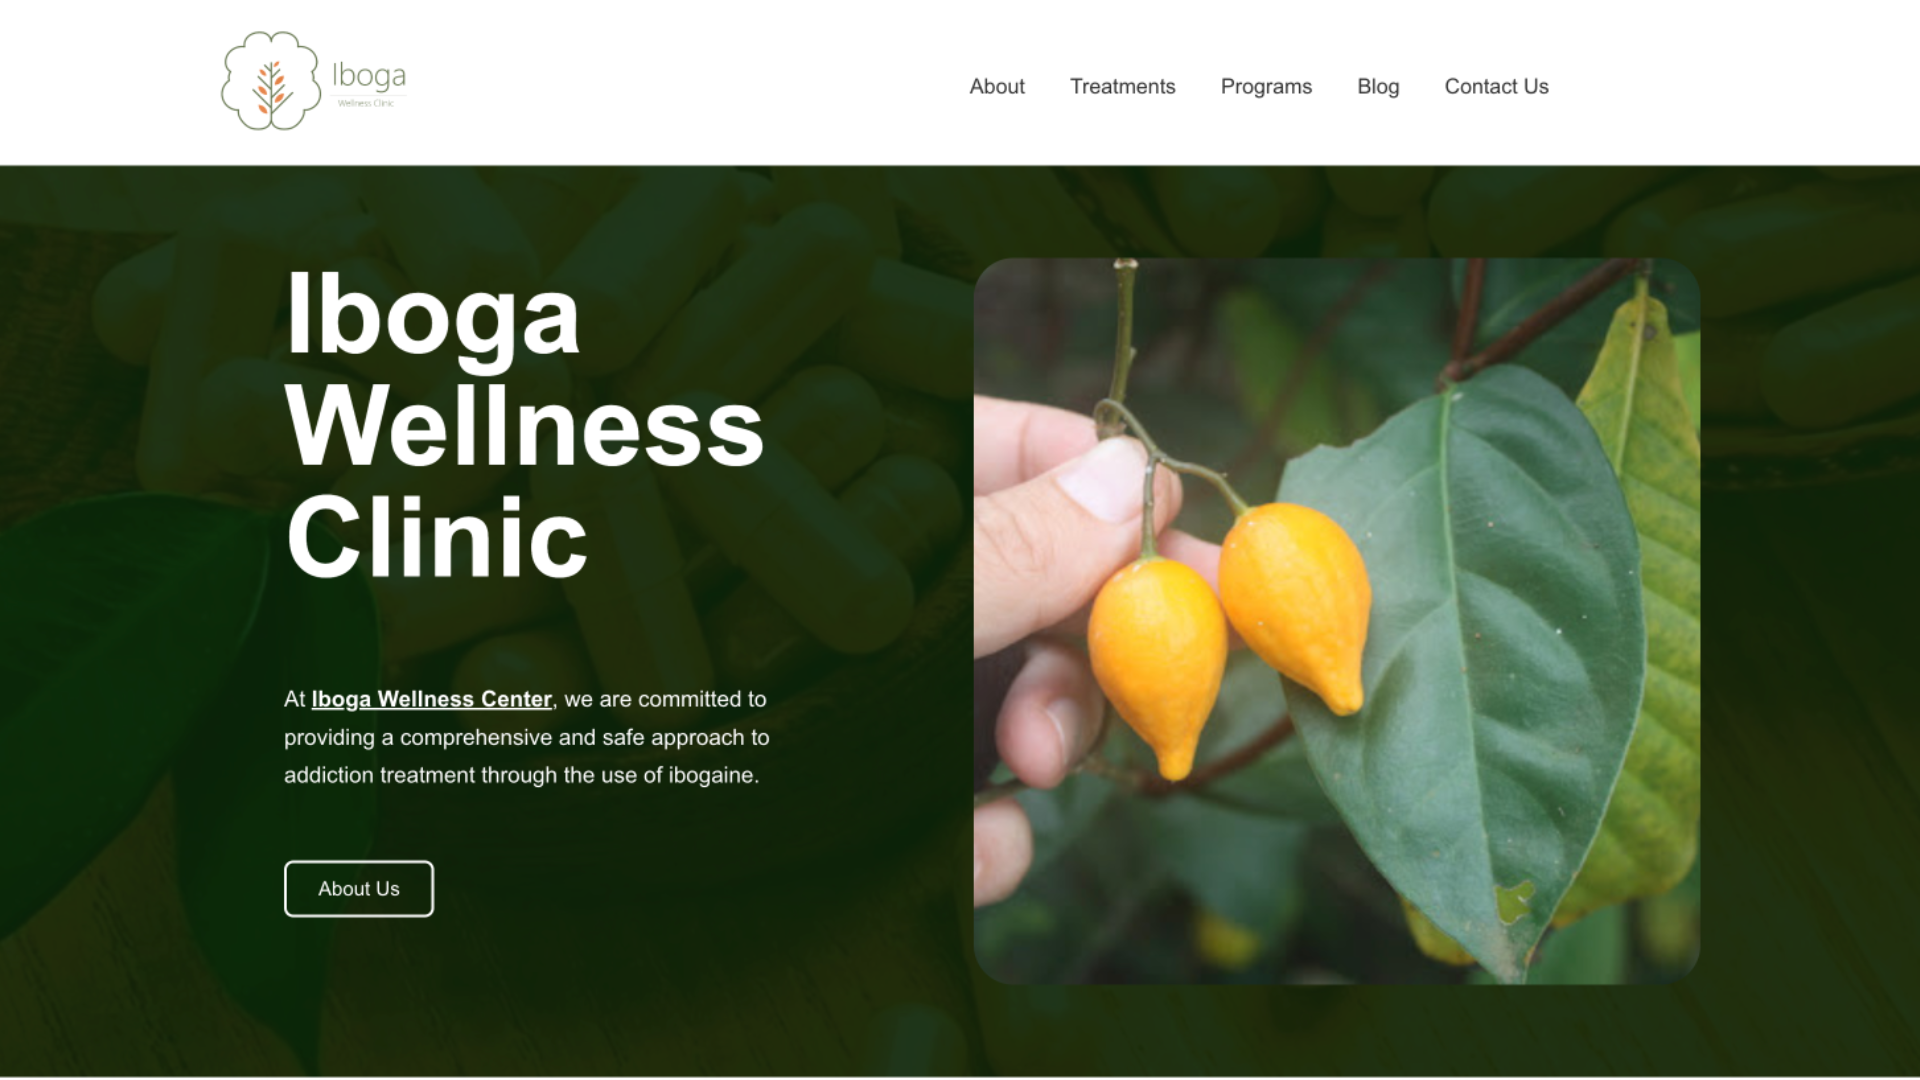 Iboga
Wellness Clinic
About Treatments Programs Blog Contact Us
Iboga
Wellness
Clinic
At Iboga Wellness Center, we are committed to
providing a comprehensive and safe approach to
addiction treatment through the use of ibogaine.
About Us